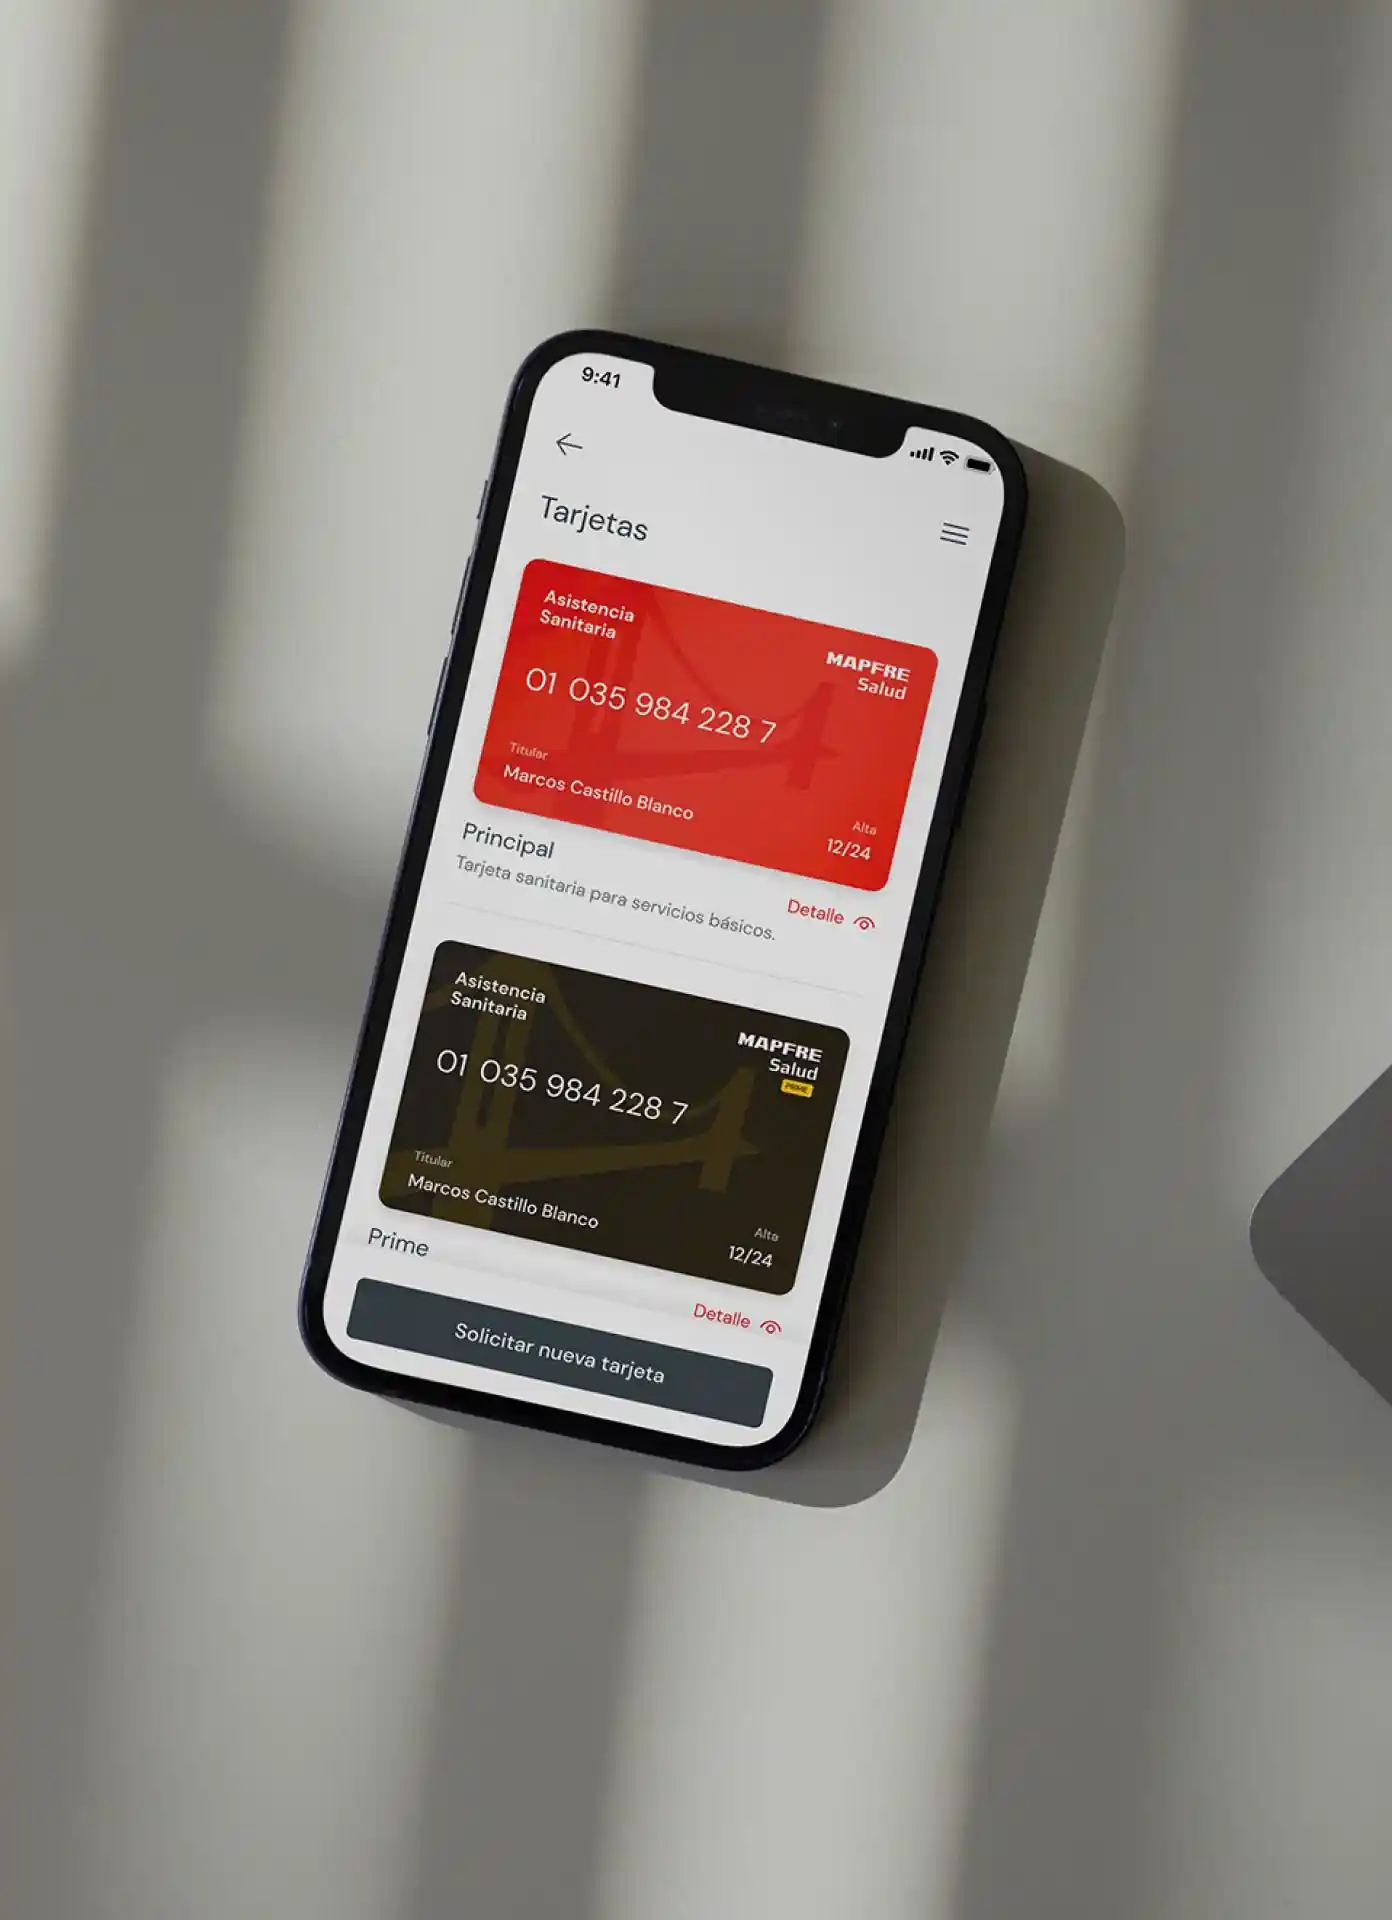 9:41
Tarjetas
Asistencia
Sanitaria
MAPFRE
Salud
01 035 984 228 7
Titular
Marcos Castillo Blanco
Alta
12/24
Principal
Tarjeta sanitaria para servicios básicos.
Detalle
Asistencia
Sanitaria
MAPFRE
Salud
PRIME
01 035 984 228 7
Titular
Marcos Castillo Blanco
Alta
12/24
Prime
Detalle
Solicitar nueva tarjeta